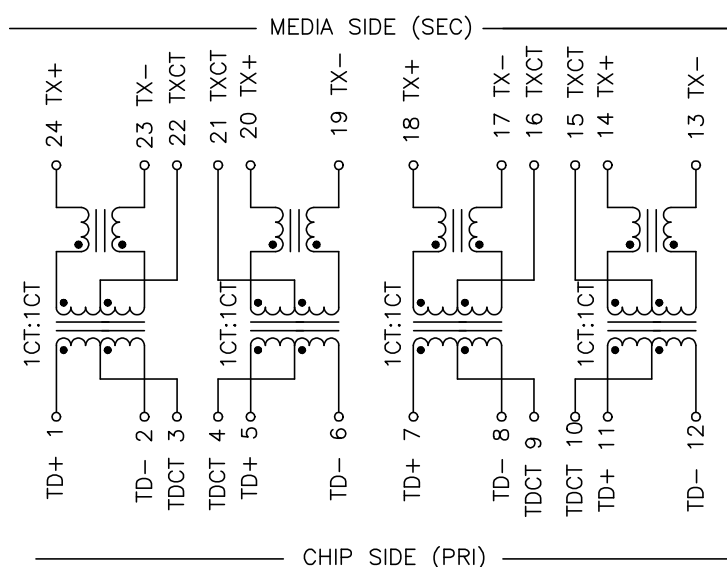 MEDIA SIDE (SEC)
24 TX+
23 TX-
22 TXCT
21 TXCT
20 TX+
19 TX-
18 TX+
17 TX-
16 TXCT
15 TXCT
14 TX+
13 TX-
1CT:1CT
1CT:1CT
1CT:1CT
1CT:1CT
TD+ 1
TD- 2
TDCT 3
TDCT 4
TD+ 5
TD- 6
TD+ 7
TD- 8
TDCT 9
TDCT 10
TD+ 11
TD- 12
CHIP SIDE (PRI)